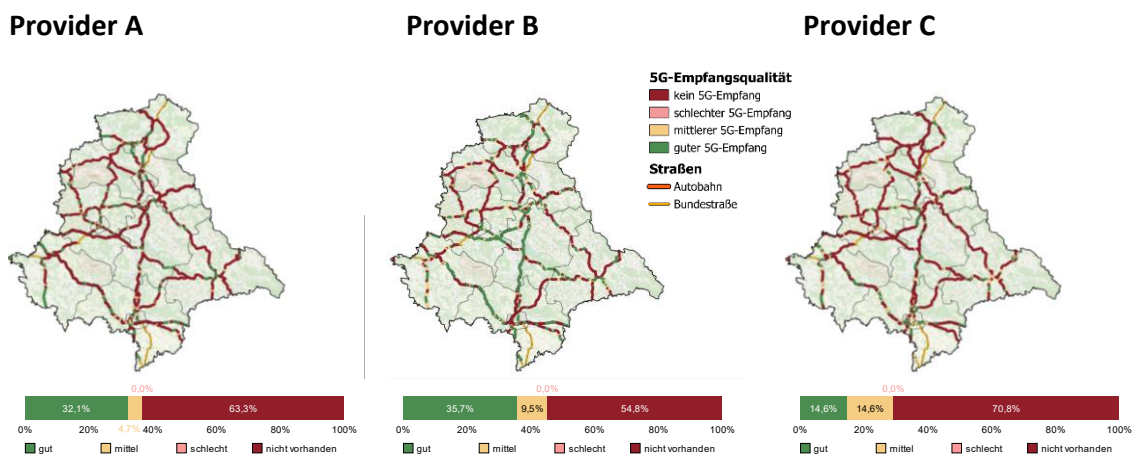 Provider A
Provider B
Provider C
5G-Empfangsqualität
kein 5G-Empfang
schlechter 5G-Empfang
mittlerer 5G-Empfang
guter 5G-Empfang
Straßen
Autobahn
Bundestraße
0,0%
32,1%
63,3%
0% 20% 4,7% 40% 60% 80% 100%
gut mittel schlecht nicht vorhanden
0,0%
35,7% 9,5% 54,8%
0% 20% 40% 60% 80% 100%
gut mittel schlecht nicht vorhanden
0,0%
14,6% 14,6% 70,8%
0% 20% 40% 60% 80% 100%
gut mittel schlecht nicht vorhanden